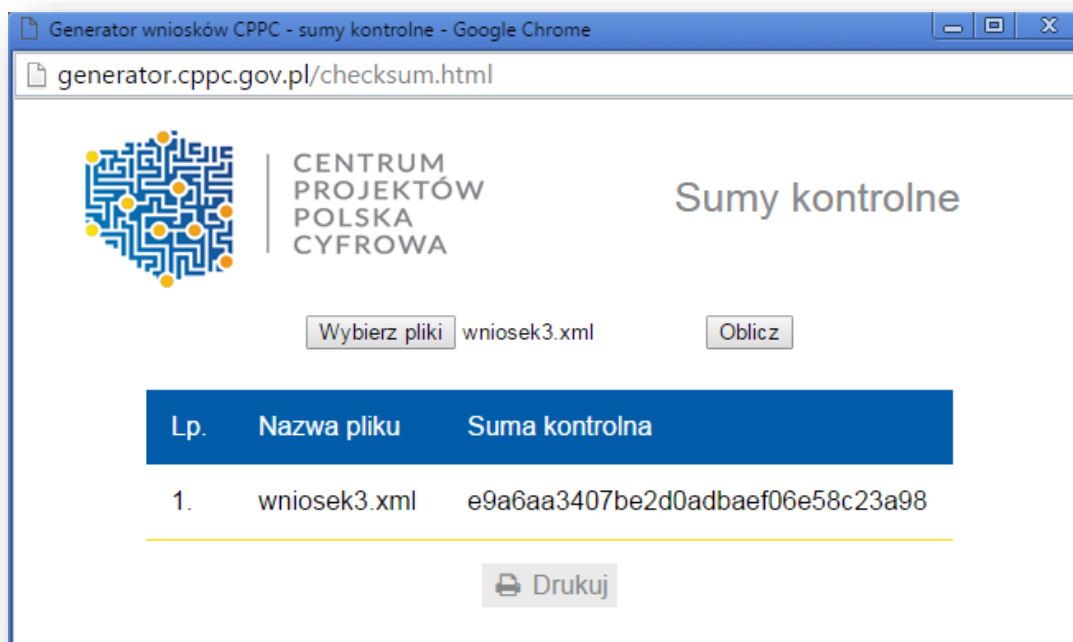 Generator wniosków CPPC - sumy kontrolne - Google Chrome
generator.cppc.gov.pl/checksum.html
CENTRUM
PROJEKTÓW
POLSKA
CYFROWA
Sumy kontrolne
Wybierz pliki wniosek3.xml Oblicz
Lp. Nazwa pliku Suma kontrolna
1. wniosek3.xml e9a6aa3407be2d0adbaef06e58c23a98
Drukuj